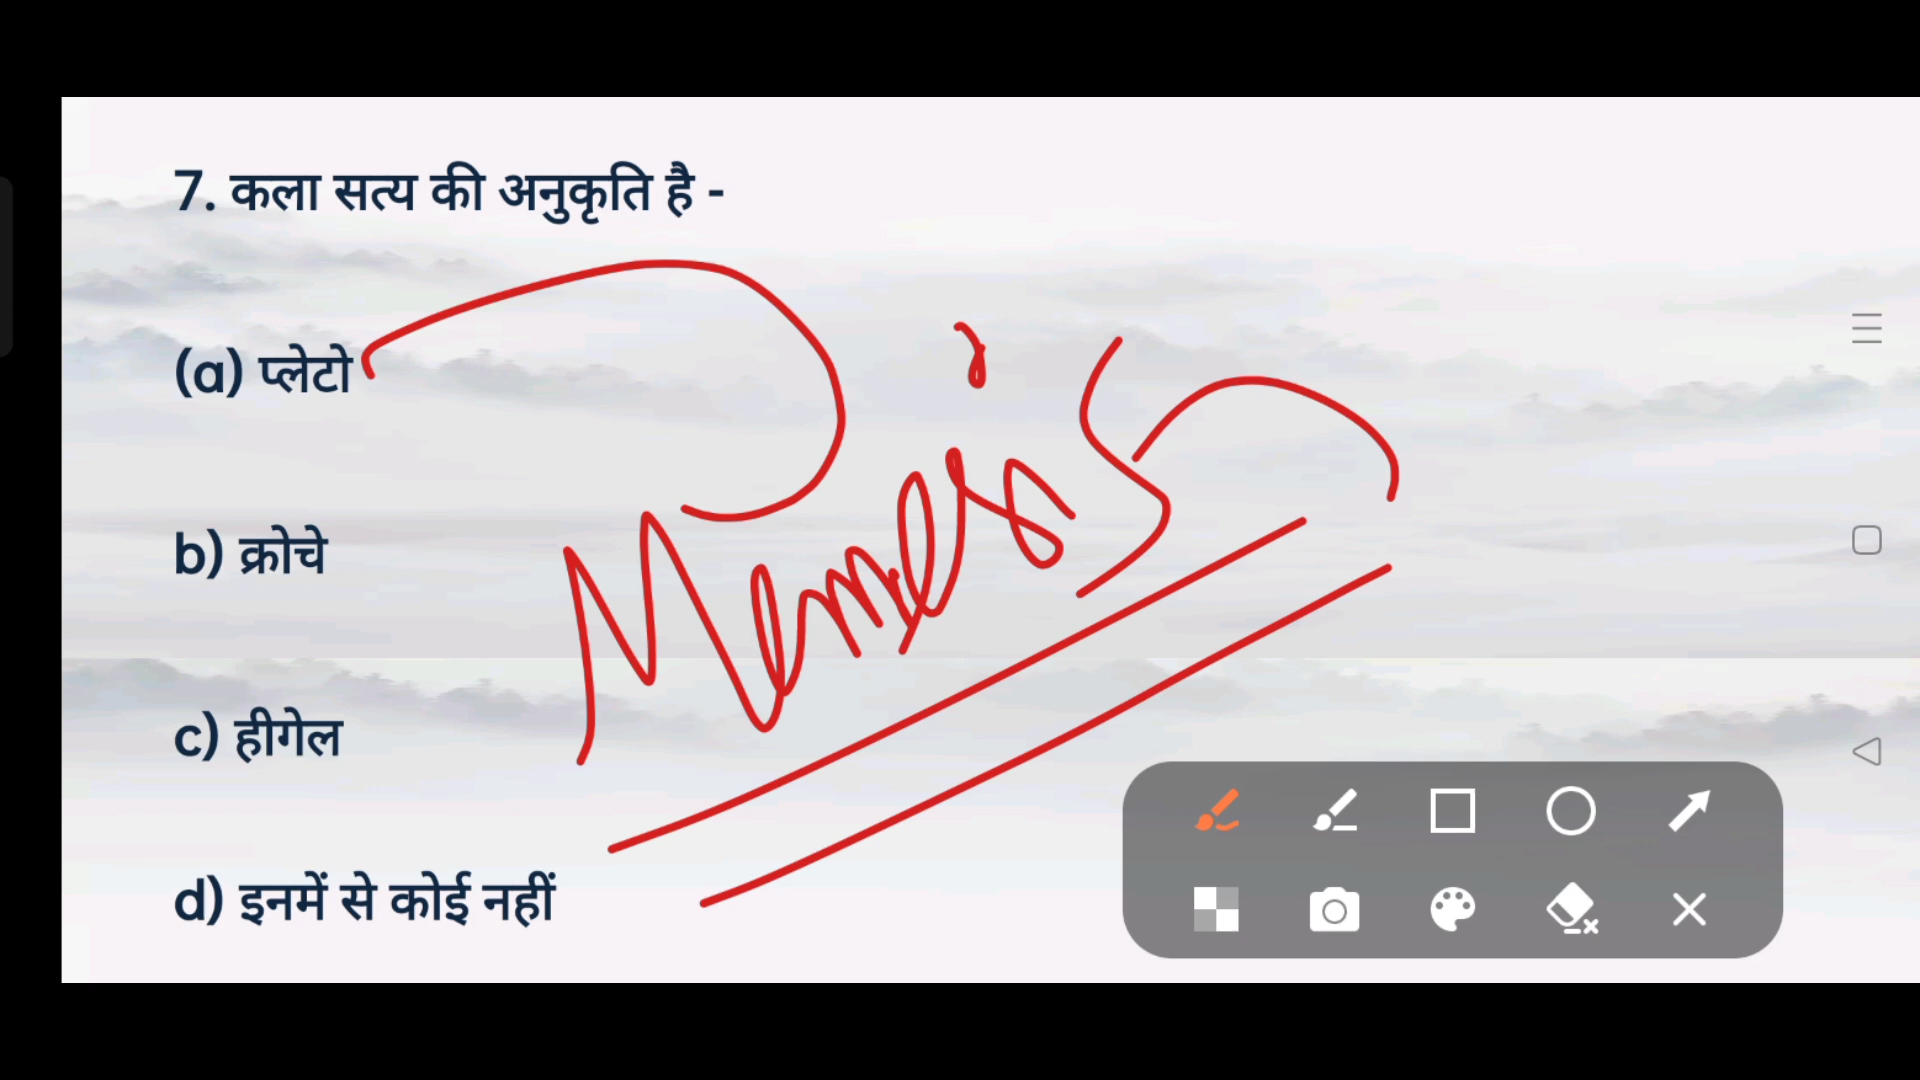 7. कला सत्य की अनुकृति है -
(a) प्लेटो
b) क्रोचे
c) हीगेल
d) इनमें से कोई नहीं